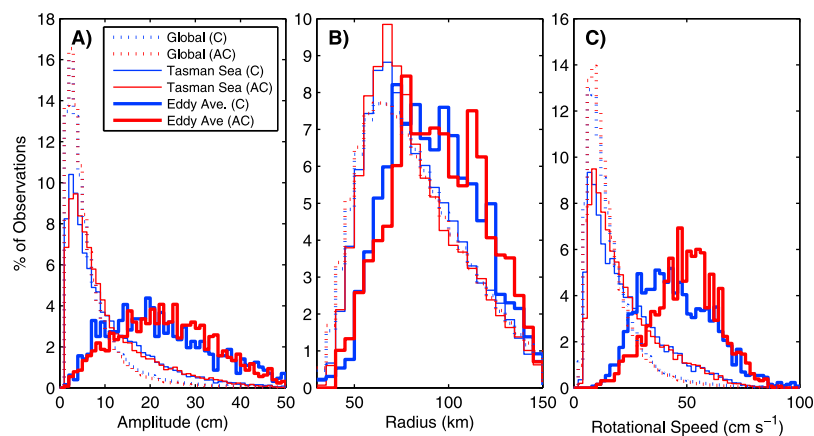 A)
B)
C)
Global (C)
Global (AC)
Tasman Sea (C)
Tasman Sea (AC)
Eddy Ave. (C)
Eddy Ave (AC)
% of Observations
18
16
14
12
10
8
6
4
2
0
0 10 20 30 40 50
Amplitude (cm)
10
9
8
7
6
5
4
3
2
1
0
50 100 150
Radius (km)
16
14
12
10
8
6
4
2
0
0 50 100
Rotational Speed (cm s⁻¹)